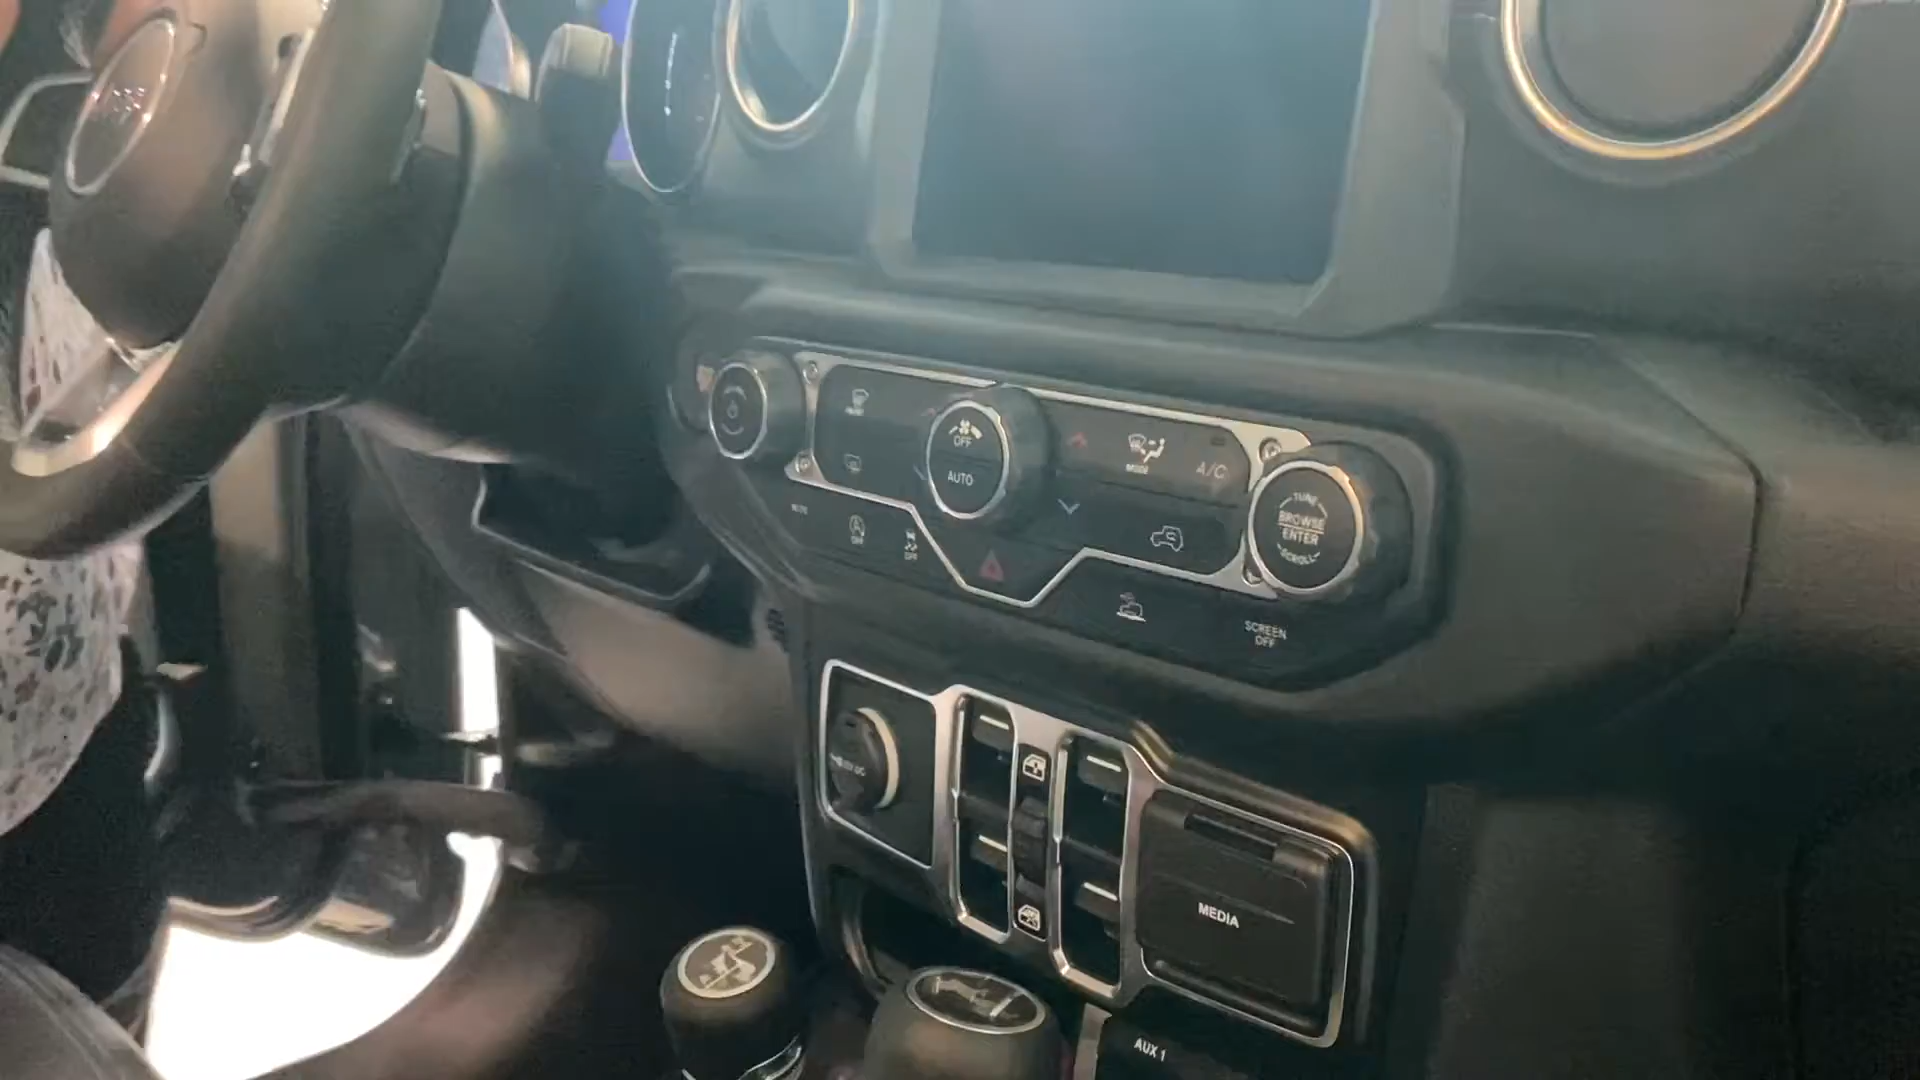 OFF
AUTO
MODE
A/C
TUNE
BROWSE
ENTER
SCROLL
OFF
OFF
SCREEN
OFF
MEDIA
AUX 1